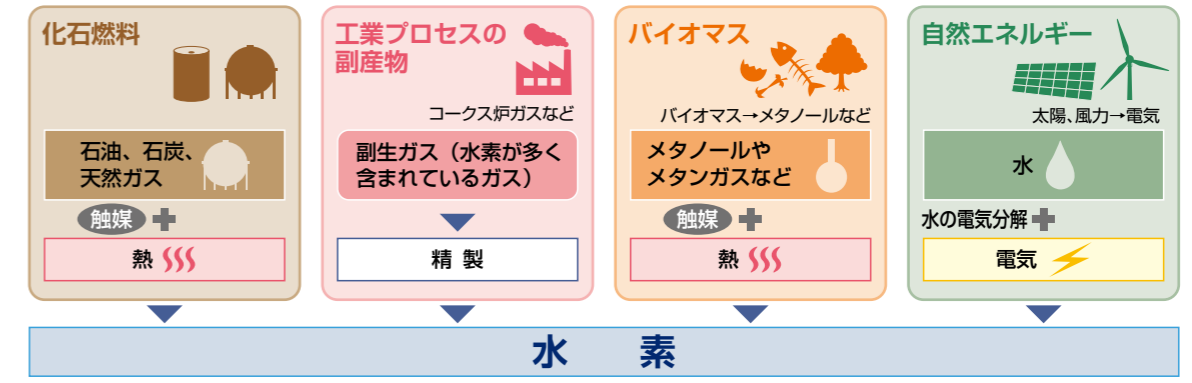 化石燃料
石油、石炭、
天然ガス
触媒
熱
工業プロセスの
副産物
コークス炉ガスなど
副生ガス（水素が多く
含まれているガス）
精製
バイオマス
バイオマス→メタノールなど
メタノールや
メタンガスなど
触媒
熱
自然エネルギー
太陽、風力→電気
水
水の電気分解
電気
水素